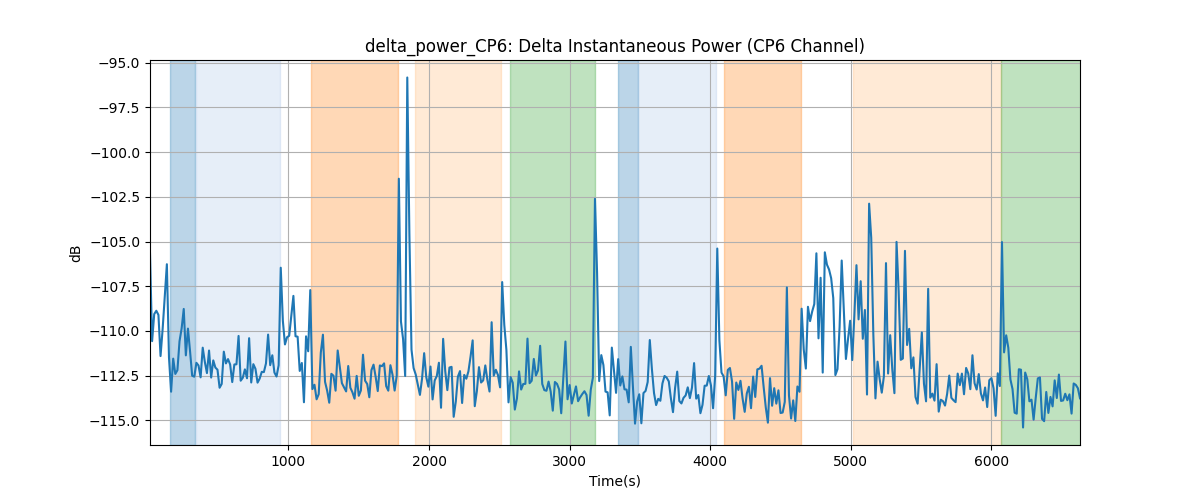 delta_power_CP6: Delta Instantaneous Power (CP6 Channel)
−95.0
−97.5
−100.0
−102.5
−105.0
−107.5
−110.0
−112.5
−115.0
dB
1000 2000 3000 4000 5000 6000
Time(s)